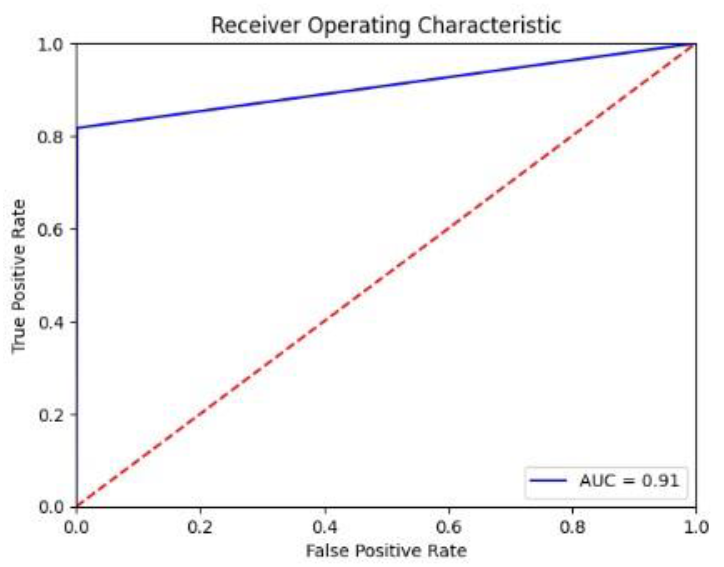 Receiver Operating Characteristic
1.0
0.8
0.6
0.4
0.2
0.0
True Positive Rate
AUC = 0.91
0.0 0.2 0.4 0.6 0.8 1.0
False Positive Rate